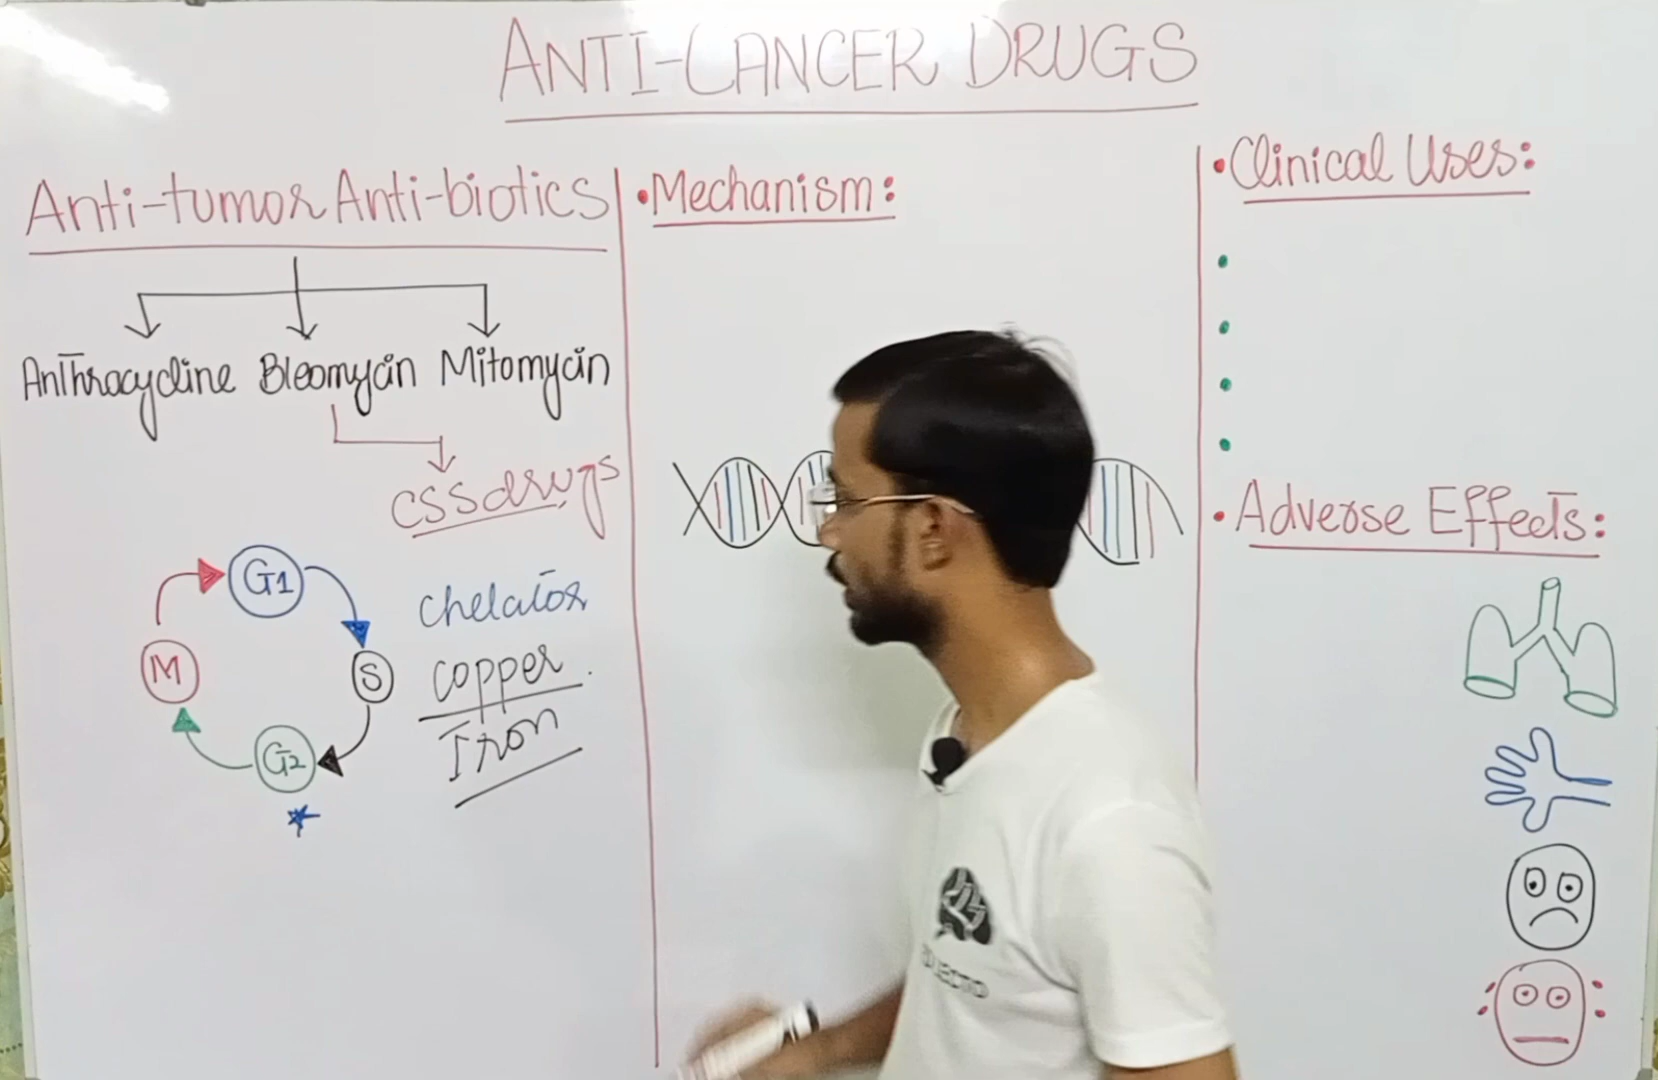 ANTI-CANCER DRUGS
Anti-tumor Anti-biotics
Anthracycline Bleomycin Mitomycin
CSS drugs
G1
S
G2
M
Chelator
Copper
Iron
• Mechanism:
• Clinical Uses:
• Adverse Effects: